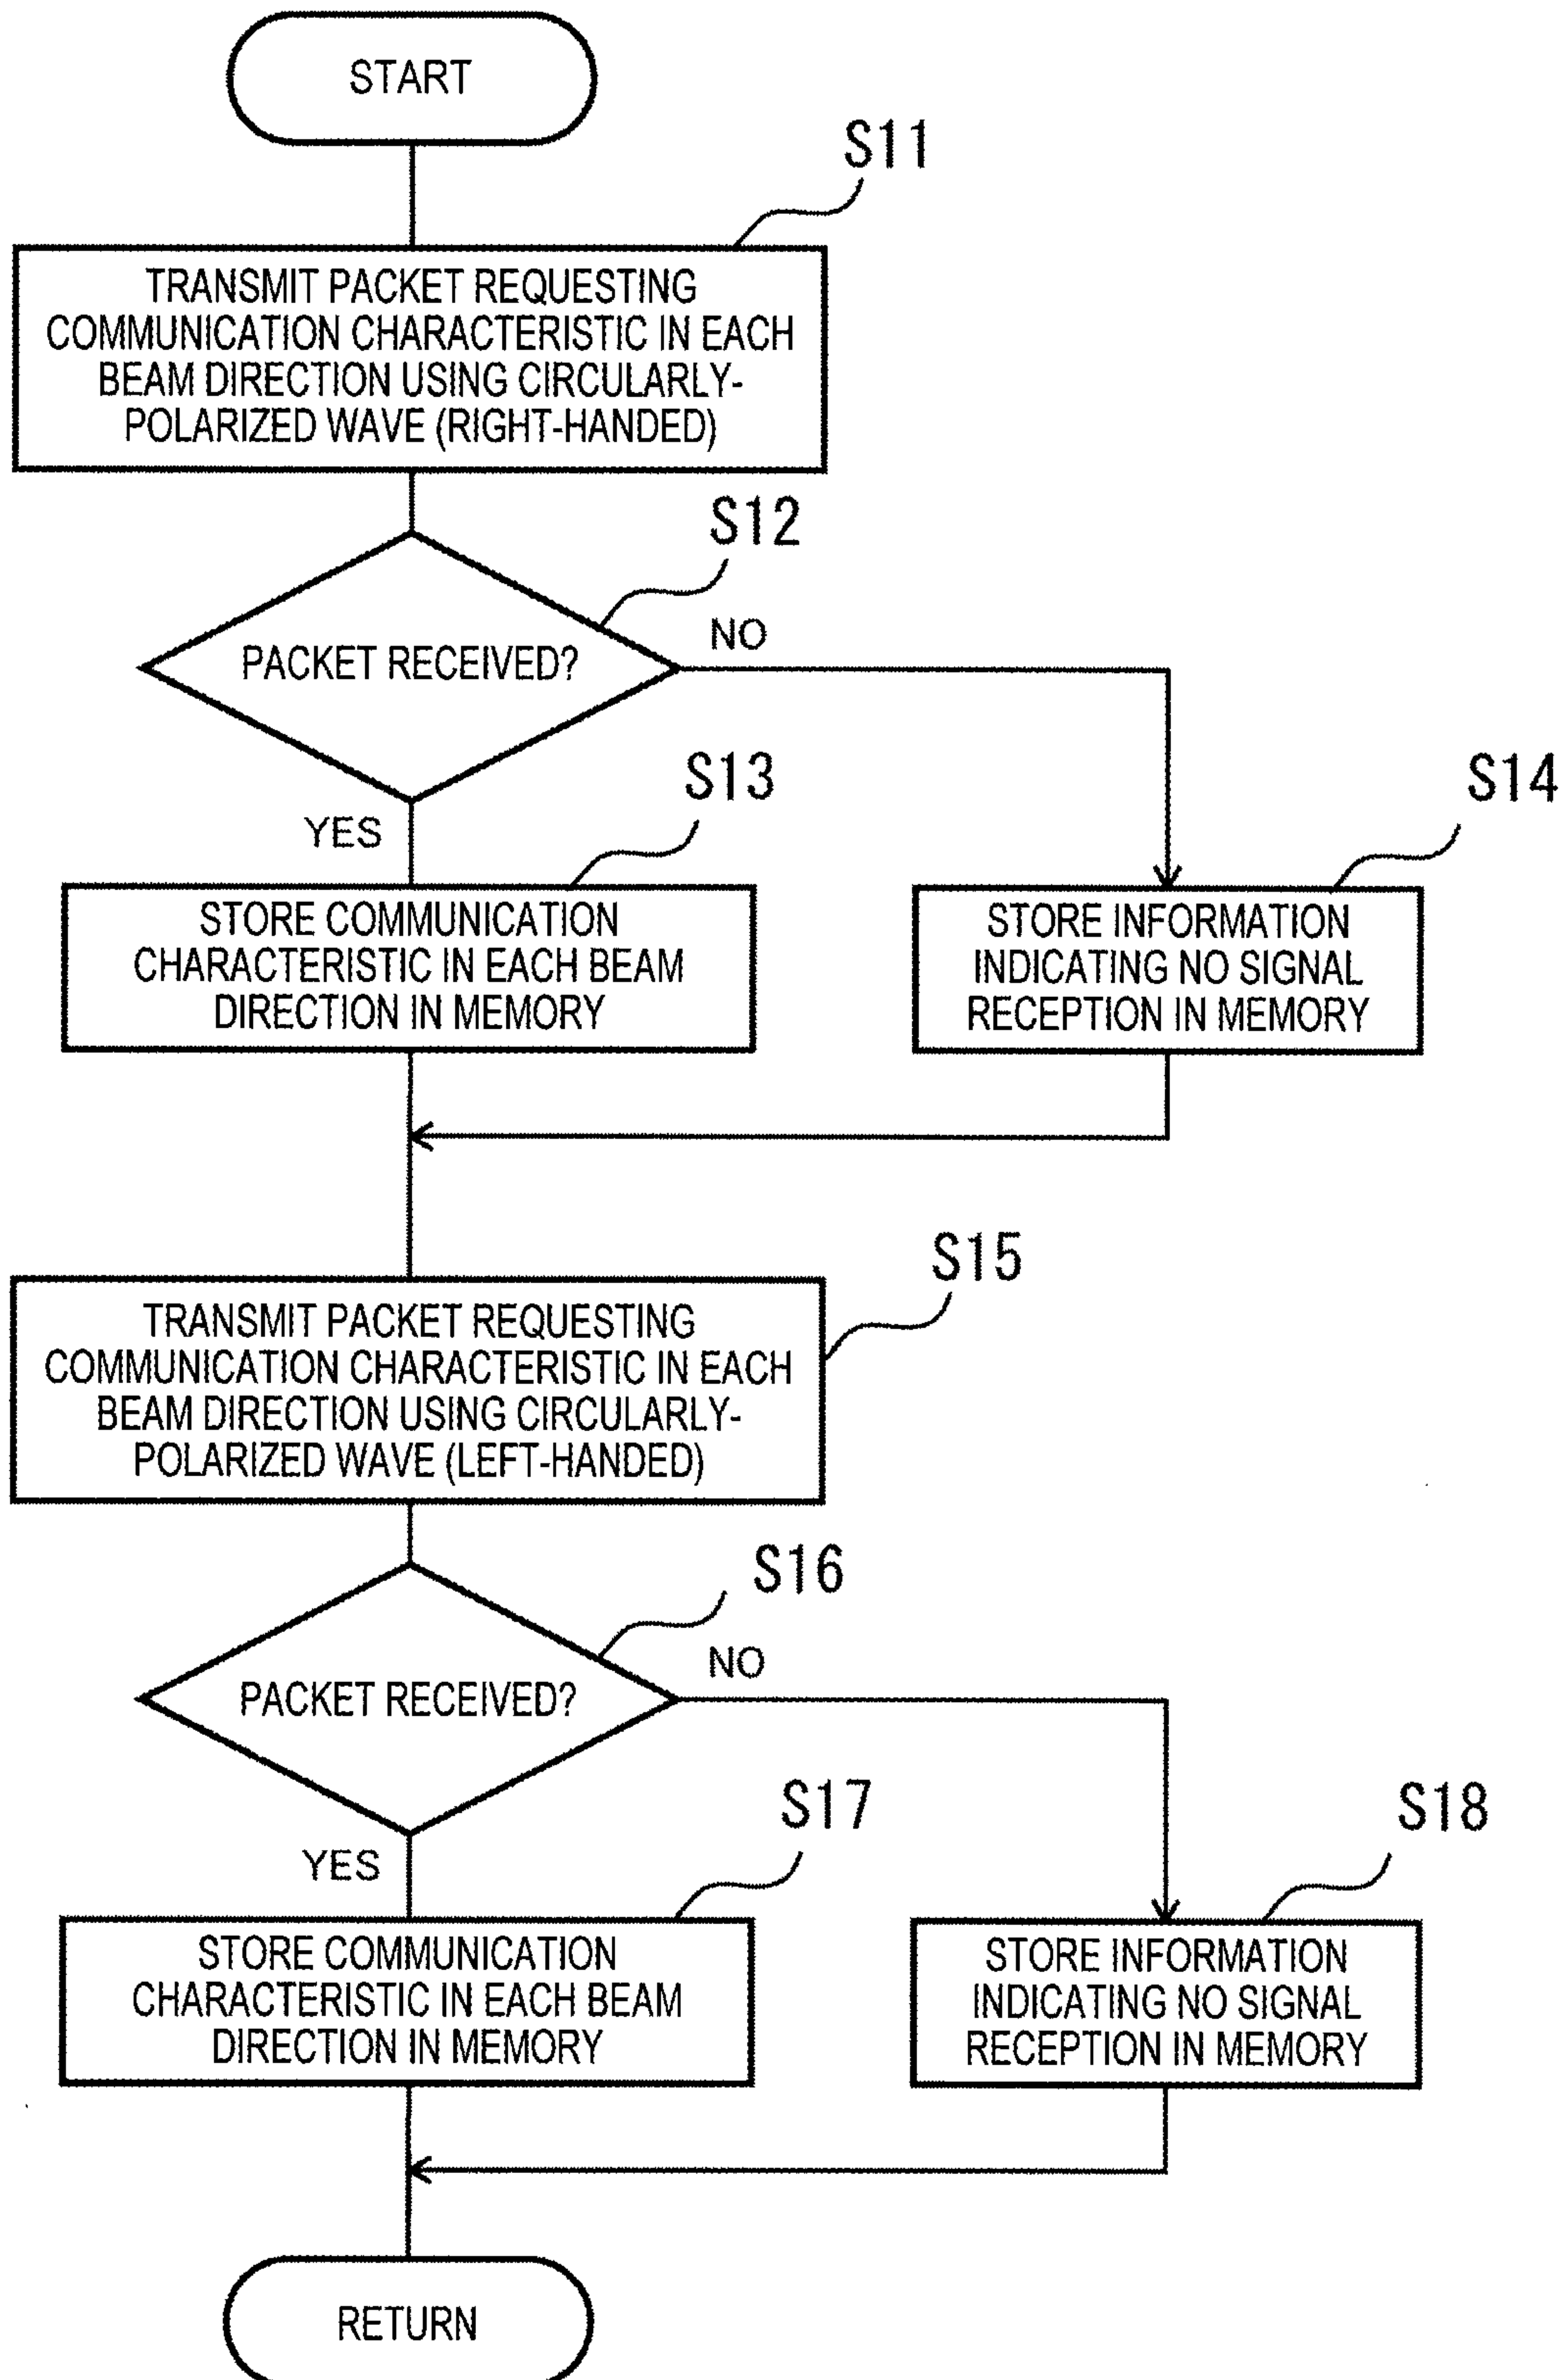 START
S11
TRANSMIT PACKET REQUESTING
COMMUNICATION CHARACTERISTIC IN EACH
BEAM DIRECTION USING CIRCULARLY-
POLARIZED WAVE (RIGHT-HANDED)
S12
PACKET RECEIVED?
NO
YES
S13
STORE COMMUNICATION
CHARACTERISTIC IN EACH BEAM
DIRECTION IN MEMORY
S14
STORE INFORMATION
INDICATING NO SIGNAL
RECEPTION IN MEMORY
S15
TRANSMIT PACKET REQUESTING
COMMUNICATION CHARACTERISTIC IN EACH
BEAM DIRECTION USING CIRCULARLY-
POLARIZED WAVE (LEFT-HANDED)
S16
PACKET RECEIVED?
NO
YES
S17
STORE COMMUNICATION
CHARACTERISTIC IN EACH BEAM
DIRECTION IN MEMORY
S18
STORE INFORMATION
INDICATING NO SIGNAL
RECEPTION IN MEMORY
RETURN